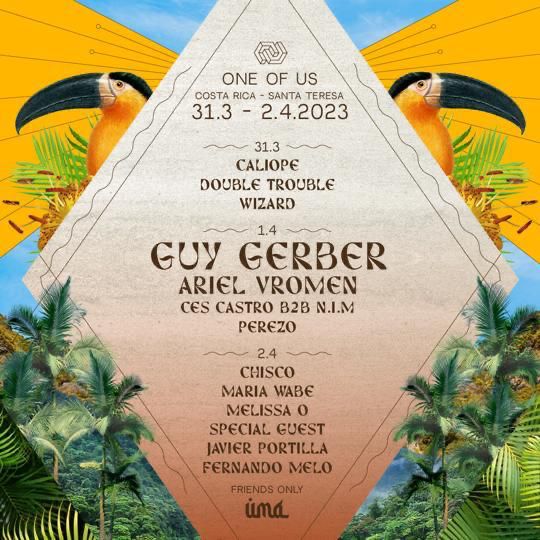 ONE OF US
COSTA RICA - SANTA TERESA
31.3 - 2.4.2023
31.3
CALIOPE
DOUBLE TROUBLE
WIZARD
1.4
GUY GERBER
ARIEL VROMEN
CES CASTRO B2B N.I.M
PEREZO
2.4
CHISCO
MARIA WABE
MELISSA O
SPECIAL GUEST
JAVIER PORTILLA
FERNANDO MELO
FRIENDS ONLY
üma